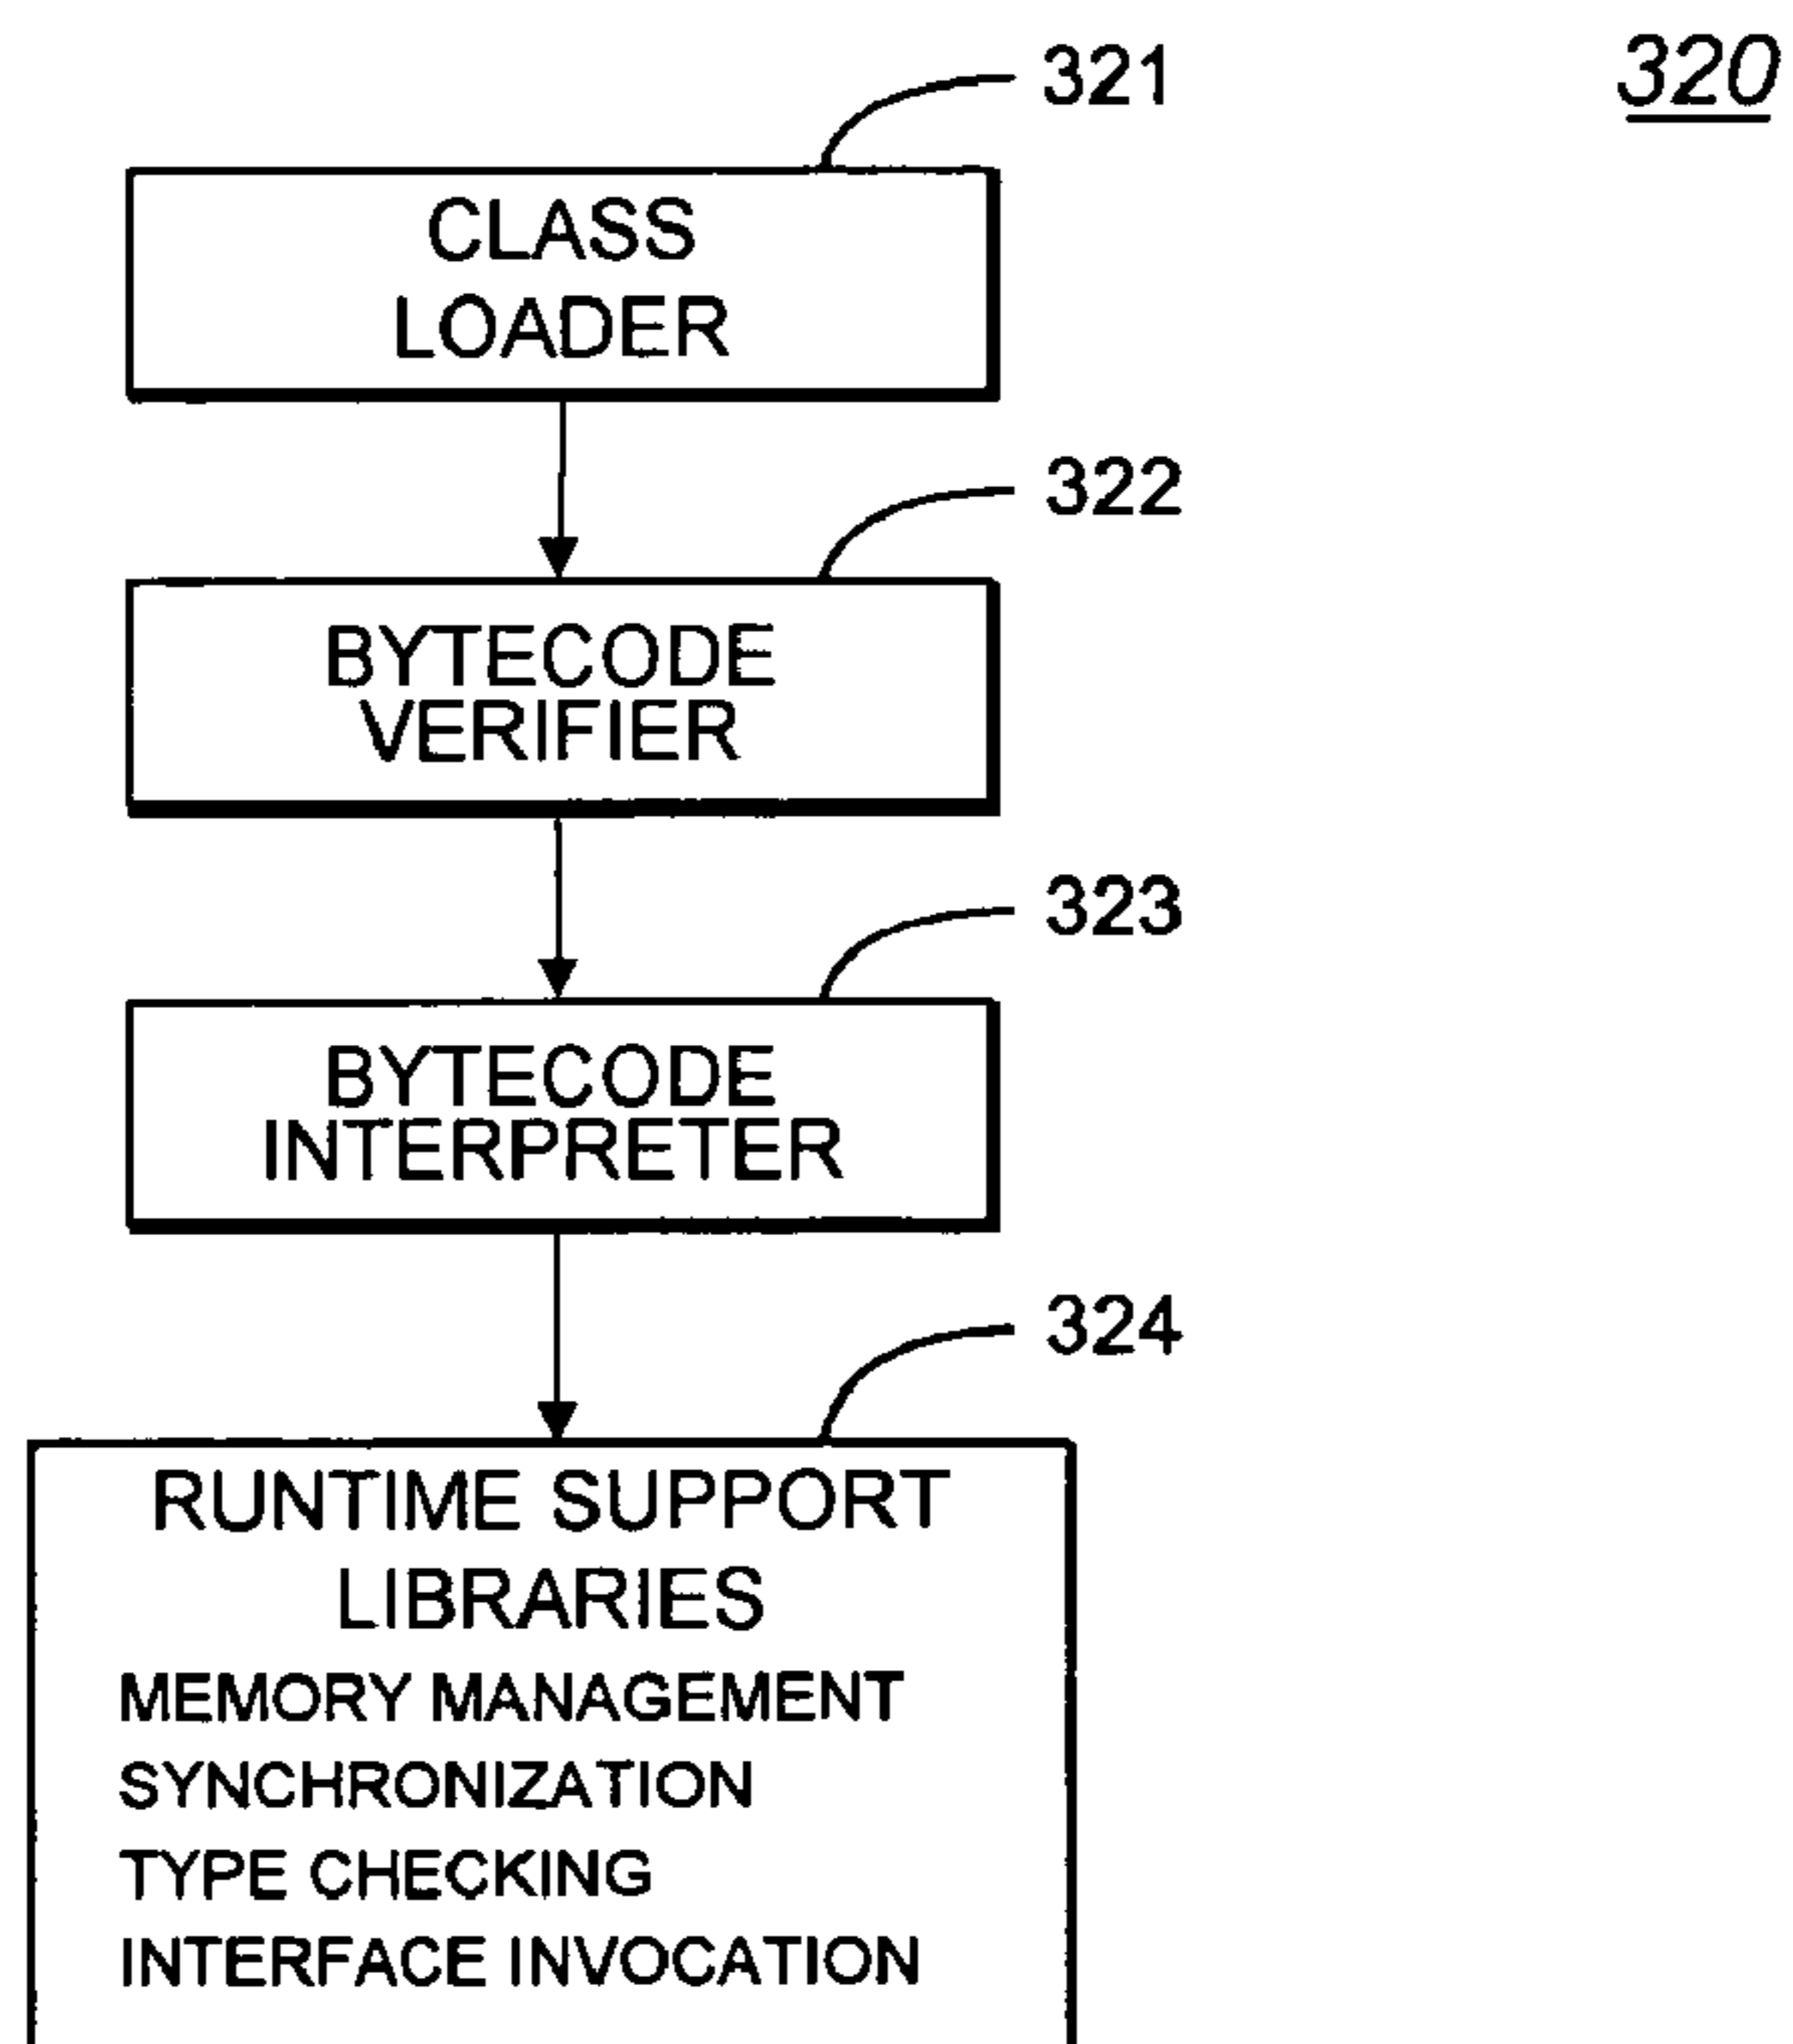 320
321
CLASS
LOADER
322
BYTECODE
VERIFIER
323
BYTECODE
INTERPRETER
324
RUNTIME SUPPORT
LIBRARIES
MEMORY MANAGEMENT
SYNCHRONIZATION
TYPE CHECKING
INTERFACE INVOCATION